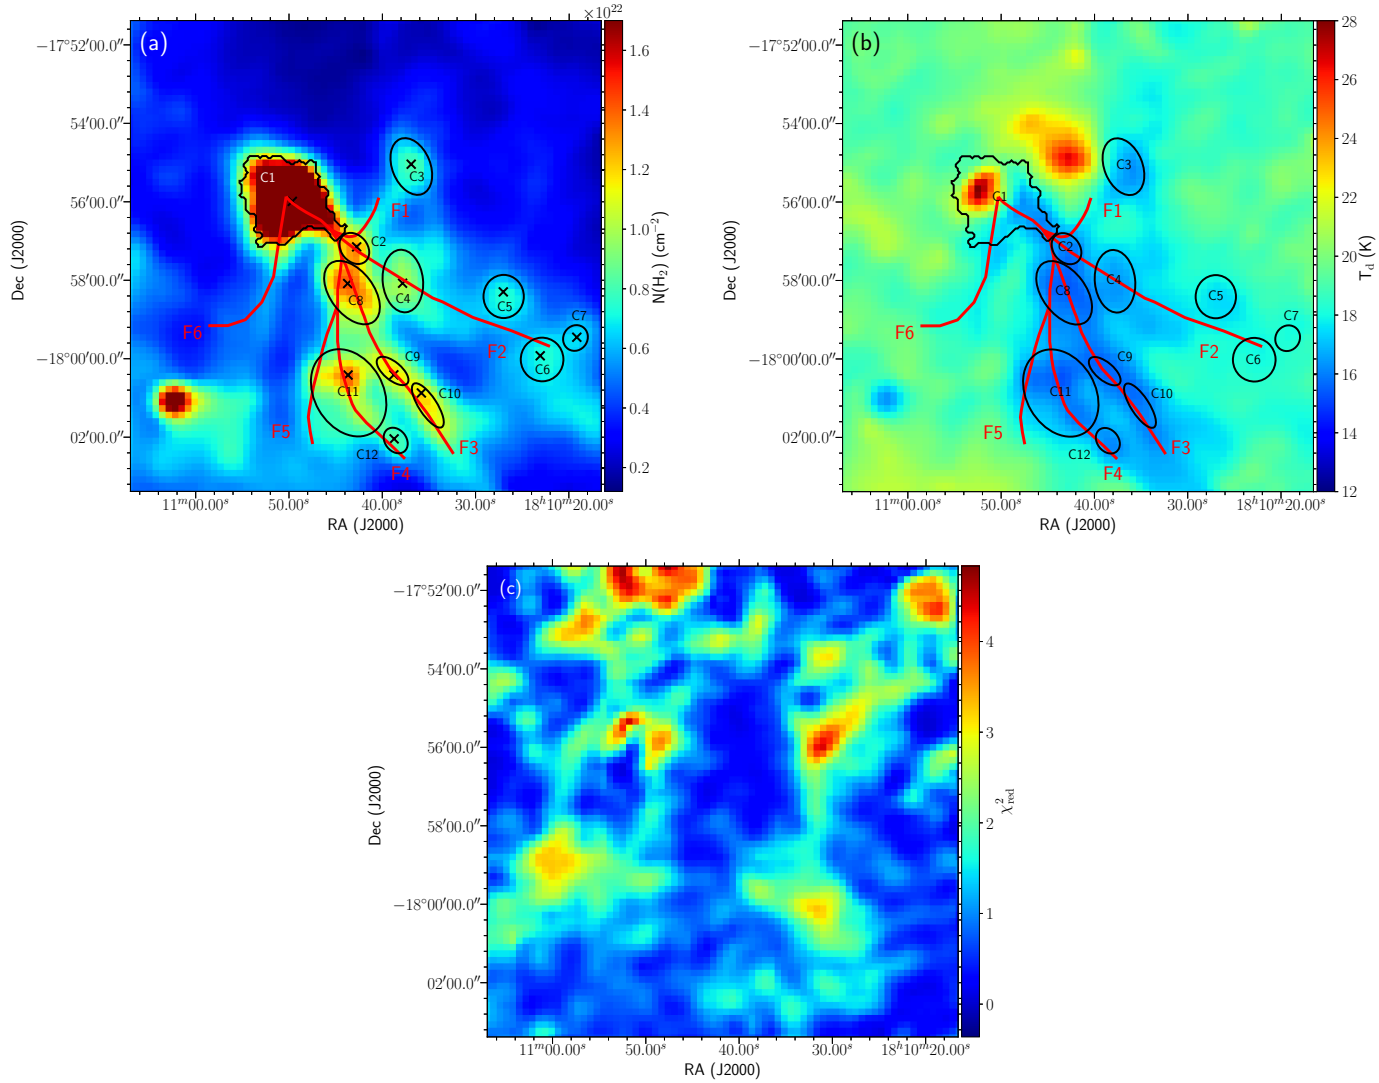 (a)
×10²²
−17°52′00.0″
54′00.0″
56′00.0″
58′00.0″
−18°00′00.0″
02′00.0″
Dec (J2000)
11ᵐ00.00ˢ
50.00ˢ
40.00ˢ
30.00ˢ
18ʰ10ᵐ20.00ˢ
RA (J2000)
C1
C2
C3
C4
C5
C6
C7
C8
C9
C10
C11
C12
F1
F2
F3
F4
F5
F6
1.6
1.4
1.2
1.0
0.8
0.6
0.4
0.2
N(H₂) (cm⁻²)
(b)
−17°52′00.0″
54′00.0″
56′00.0″
58′00.0″
−18°00′00.0″
02′00.0″
Dec (J2000)
11ᵐ00.00ˢ
50.00ˢ
40.00ˢ
30.00ˢ
18ʰ10ᵐ20.00ˢ
RA (J2000)
C1
C2
C3
C4
C5
C6
C7
C8
C9
C10
C11
C12
F1
F2
F3
F4
F5
F6
28
26
24
22
20
18
16
14
12
T_d (K)
(c)
−17°52′00.0″
54′00.0″
56′00.0″
58′00.0″
−18°00′00.0″
02′00.0″
Dec (J2000)
11ᵐ00.00ˢ
50.00ˢ
40.00ˢ
30.00ˢ
18ʰ10ᵐ20.00ˢ
RA (J2000)
4
3
2
1
0
χ²_red